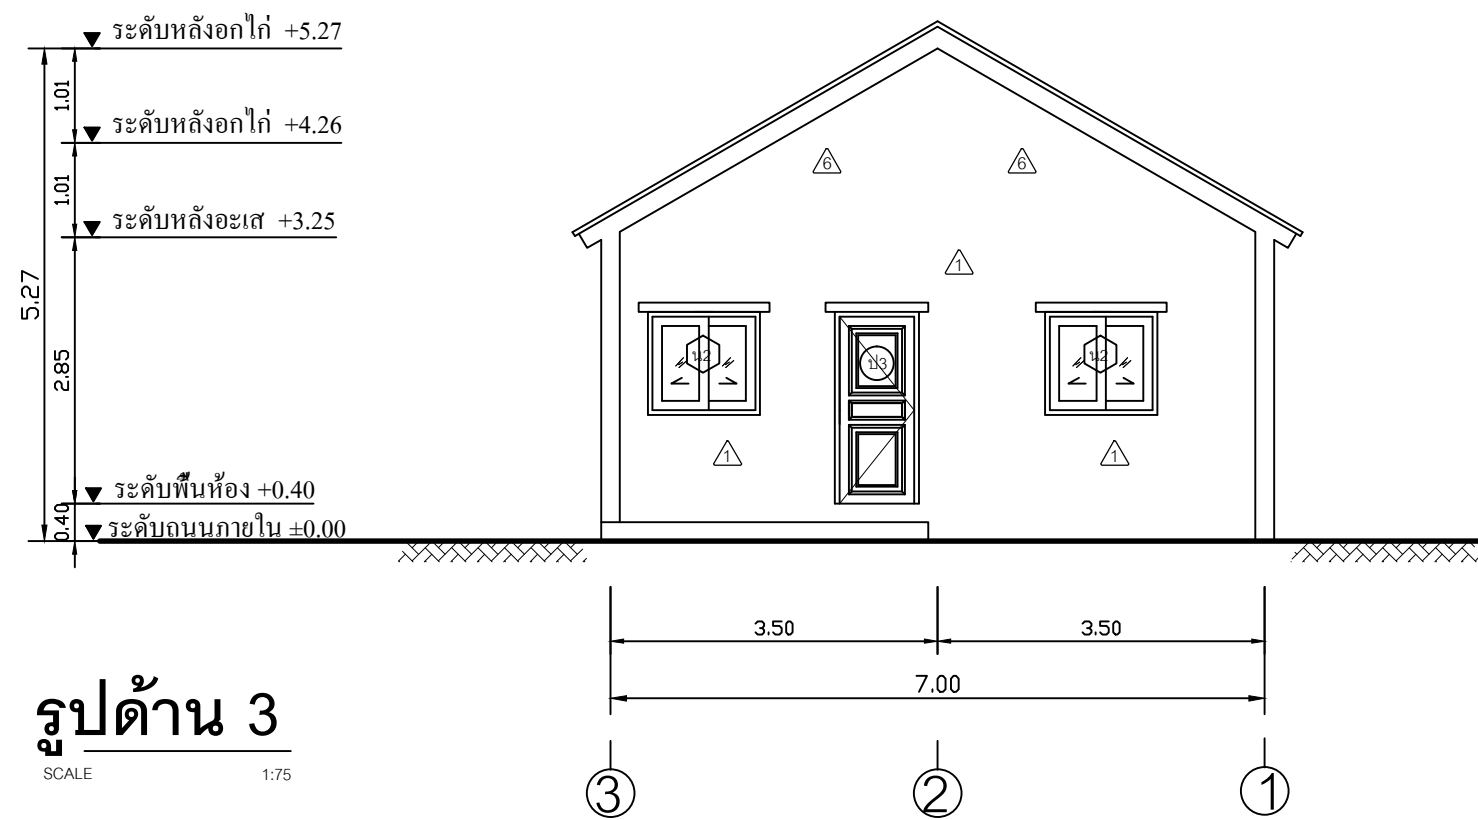 ระดับหลังอกไก่ +5.27
1.01
ระดับหลังอกไก่ +4.26
1.01
ระดับหลังอะเส +3.25
5.27
2.85
ระดับพื้นห้อง +0.40
0.40
ระดับถนนภายใน ±0.00
6
6
1
น2
ป3
น2
1
1
3.50
3.50
7.00
รูปด้าน 3
SCALE 1:75
3
2
1